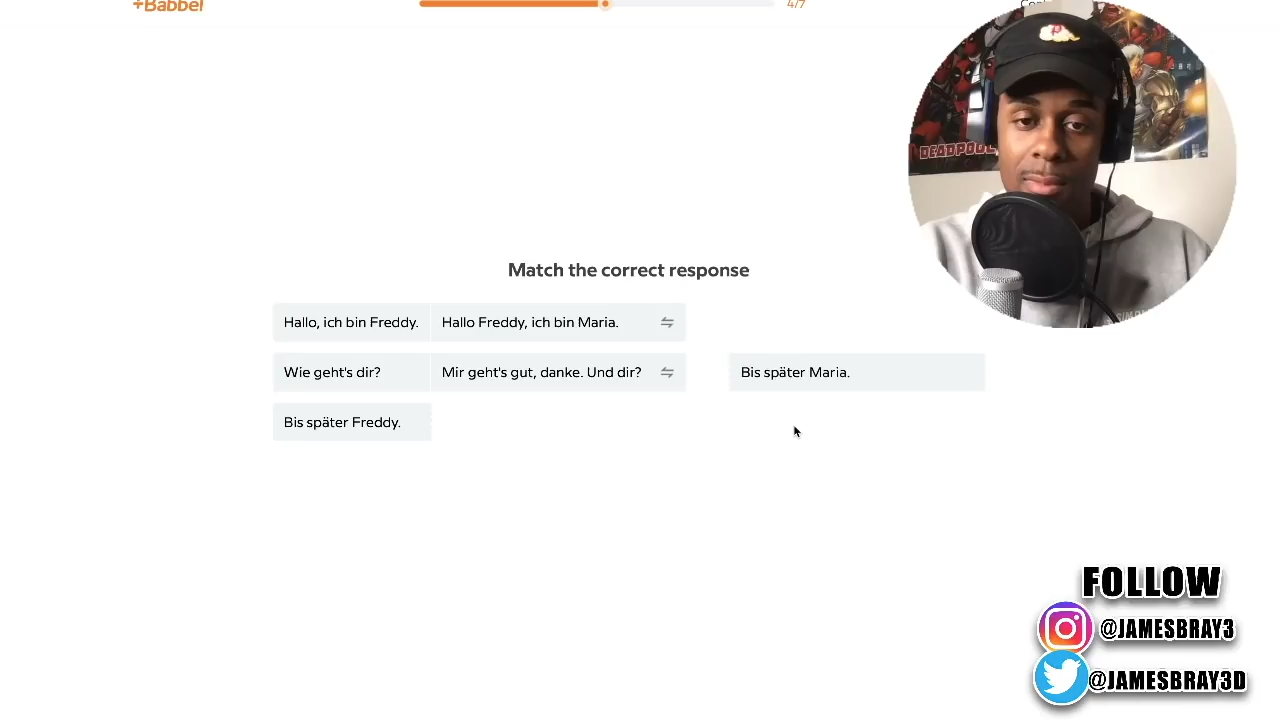 +Babbel
4/7
DEADPOOL
Match the correct response
Hallo, ich bin Freddy.
Hallo Freddy, ich bin Maria.
Wie geht's dir?
Mir geht's gut, danke. Und dir?
Bis später Maria.
Bis später Freddy.
FOLLOW
@JAMESBRAY3
@JAMESBRAY3D